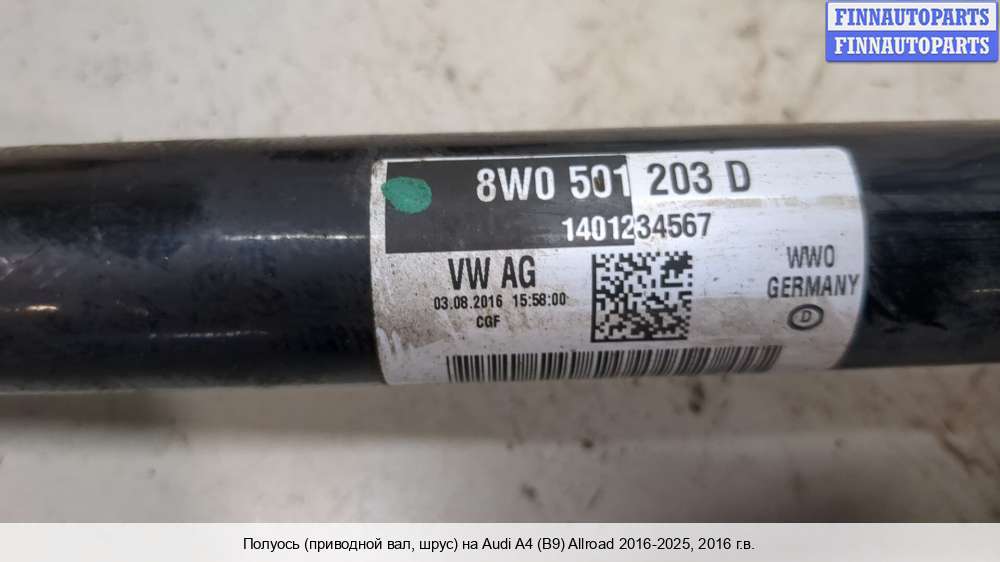 FINNAUTOPARTS
FINNAUTOPARTS
8W0 501 203 D
1401234567
VW AG
03.08.2016 15:58:00
CGF
WWO
GERMANY
D
Полуось (приводной вал, шрус) на Audi A4 (B9) Allroad 2016-2025, 2016 г.в.